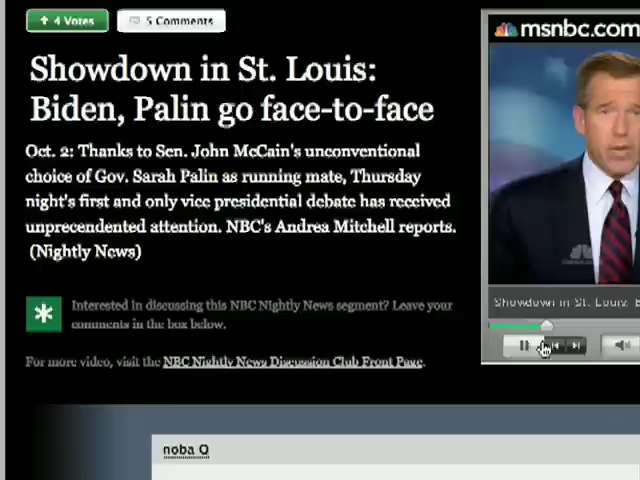 4 Votes
5 Comments
msnbc.com
Showdown in St. Louis:
Biden, Palin go face-to-face
Oct. 2: Thanks to Sen. John McCain's unconventional
choice of Gov. Sarah Palin as running mate, Thursday
night's first and only vice presidential debate has received
unprecendented attention. NBC's Andrea Mitchell reports.
(Nightly News)
Showdown in St. Louis: B
Interested in discussing this NBC Nightly News segment? Leave your
comments in the box below.
For more video, visit the NBC Nightly News Discussion Club Front Page.
noba Q